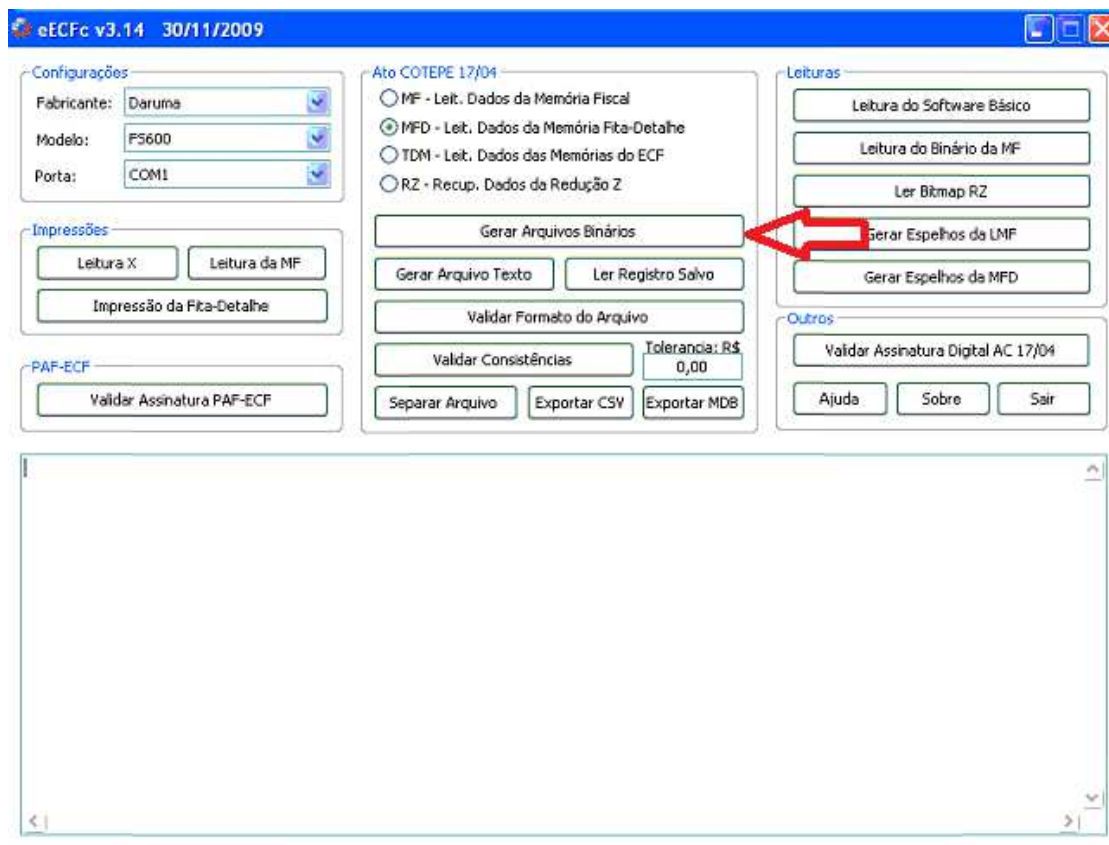 eECFc v3.14 30/11/2009
Configurações
Fabricante: Daruma
Modelo: FS600
Porta: COM1
Impressões
Leitura X Leitura da MF
Impressão da Fita-Detalhe
PAF-ECF
Validar Assinatura PAF-ECF
Ato COTEPE 17/04
MF - Leit. Dados da Memória Fiscal
MFD - Leit. Dados da Memória Fita-Detalhe
TDM - Leit. Dados das Memórias do ECF
RZ - Recup. Dados da Redução Z
Gerar Arquivos Binários
Gerar Arquivo Texto Ler Registro Salvo
Validar Formato do Arquivo
Validar Consistências Tolerancia: R$
0,00
Separar Arquivo Exportar CSV Exportar MDB
Leituras
Leitura do Software Básico
Leitura do Binário da MF
Ler Bitmap RZ
Gerar Espelhos da LMF
Gerar Espelhos da MFD
Outros
Validar Assinatura Digital AC 17/04
Ajuda Sobre Sair